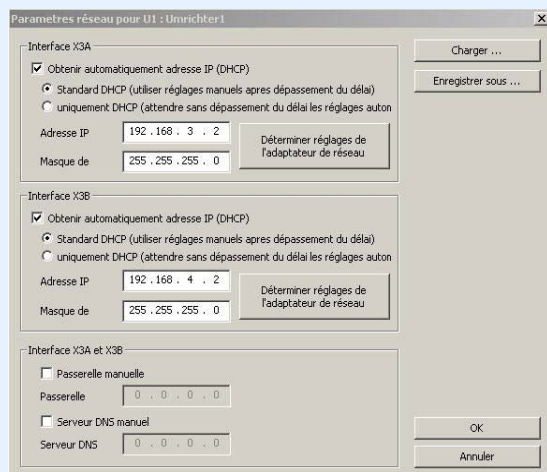 Parametres réseau pour U1 : Umrichter1
Interface X3A
Obtenir automatiquement adresse IP (DHCP)
Standard DHCP (utiliser réglages manuels apres dépassement du délai)
uniquement DHCP (attendre sans dépassement du délai les réglages auton
Adresse IP
192 . 168 . 3 . 2
Masque de
255 . 255 . 255 . 0
Déterminer réglages de
l'adaptateur de réseau
Interface X3B
Obtenir automatiquement adresse IP (DHCP)
Standard DHCP (utiliser réglages manuels apres dépassement du délai)
uniquement DHCP (attendre sans dépassement du délai les réglages auton
Adresse IP
192 . 168 . 4 . 2
Masque de
255 . 255 . 255 . 0
Déterminer réglages de
l'adaptateur de réseau
Interface X3A et X3B
Passerelle manuelle
Passerelle
0 . 0 . 0 . 0
Serveur DNS manuel
Serveur DNS
0 . 0 . 0 . 0
Charger ...
Enregistrer sous ...
OK
Annuler